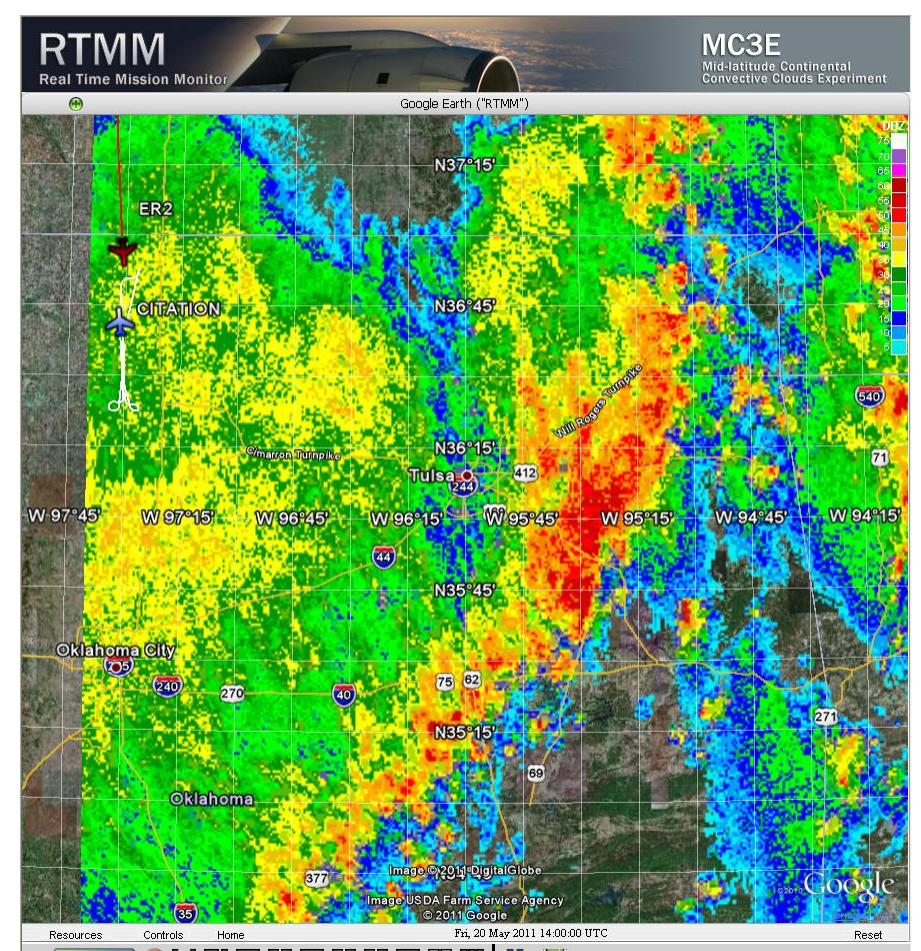 RTMM
Real Time Mission Monitor
MC3E
Mid-latitude Continental
Convective Clouds Experiment
Google Earth ("RTMM")
DBZ
75
70
65
55
50
45
40
30
25
20
15
10
5
N37°15'
ER2
CITATION
N36°45'
Will Rogers Turnpike
540
N36°15'
Cimarron Turnpike
71
Tulsa
412
244
W 97°45'
W 97°15'
W 96°45'
W 96°15'
W 95°45'
W 95°15'
W 94°45'
W 94°15'
44
N35°45'
Oklahoma City
240
270
40
75
62
271
N35°15'
69
Oklahoma
377
Image © 2011 DigitalGlobe
Image USDA Farm Service Agency
© 2011 Google
Google
35
Resources
Controls
Home
Fri, 20 May 2011 14:00:00 UTC
Reset